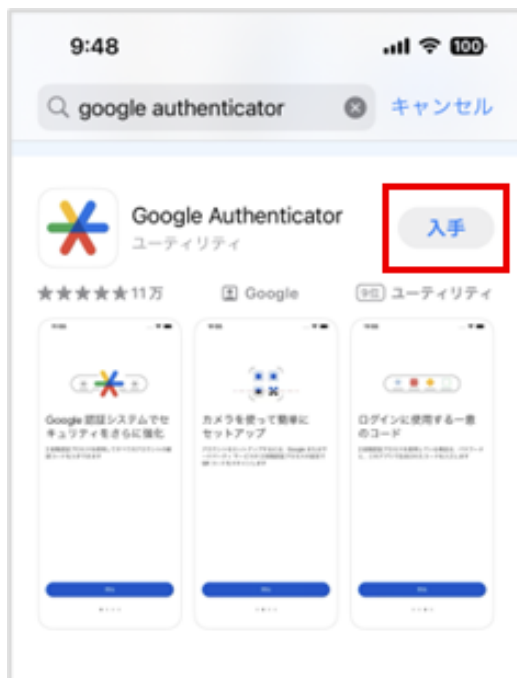 9:48
100
google authenticator
キャンセル
Google Authenticator
ユーティリティ
入手
★★★★★ 11万
Google
9位 ユーティリティ
Google 認証システムでセ
キュリティをさらに強化
カメラを使って簡単に
セットアップ
ログインに使用する一意
のコード